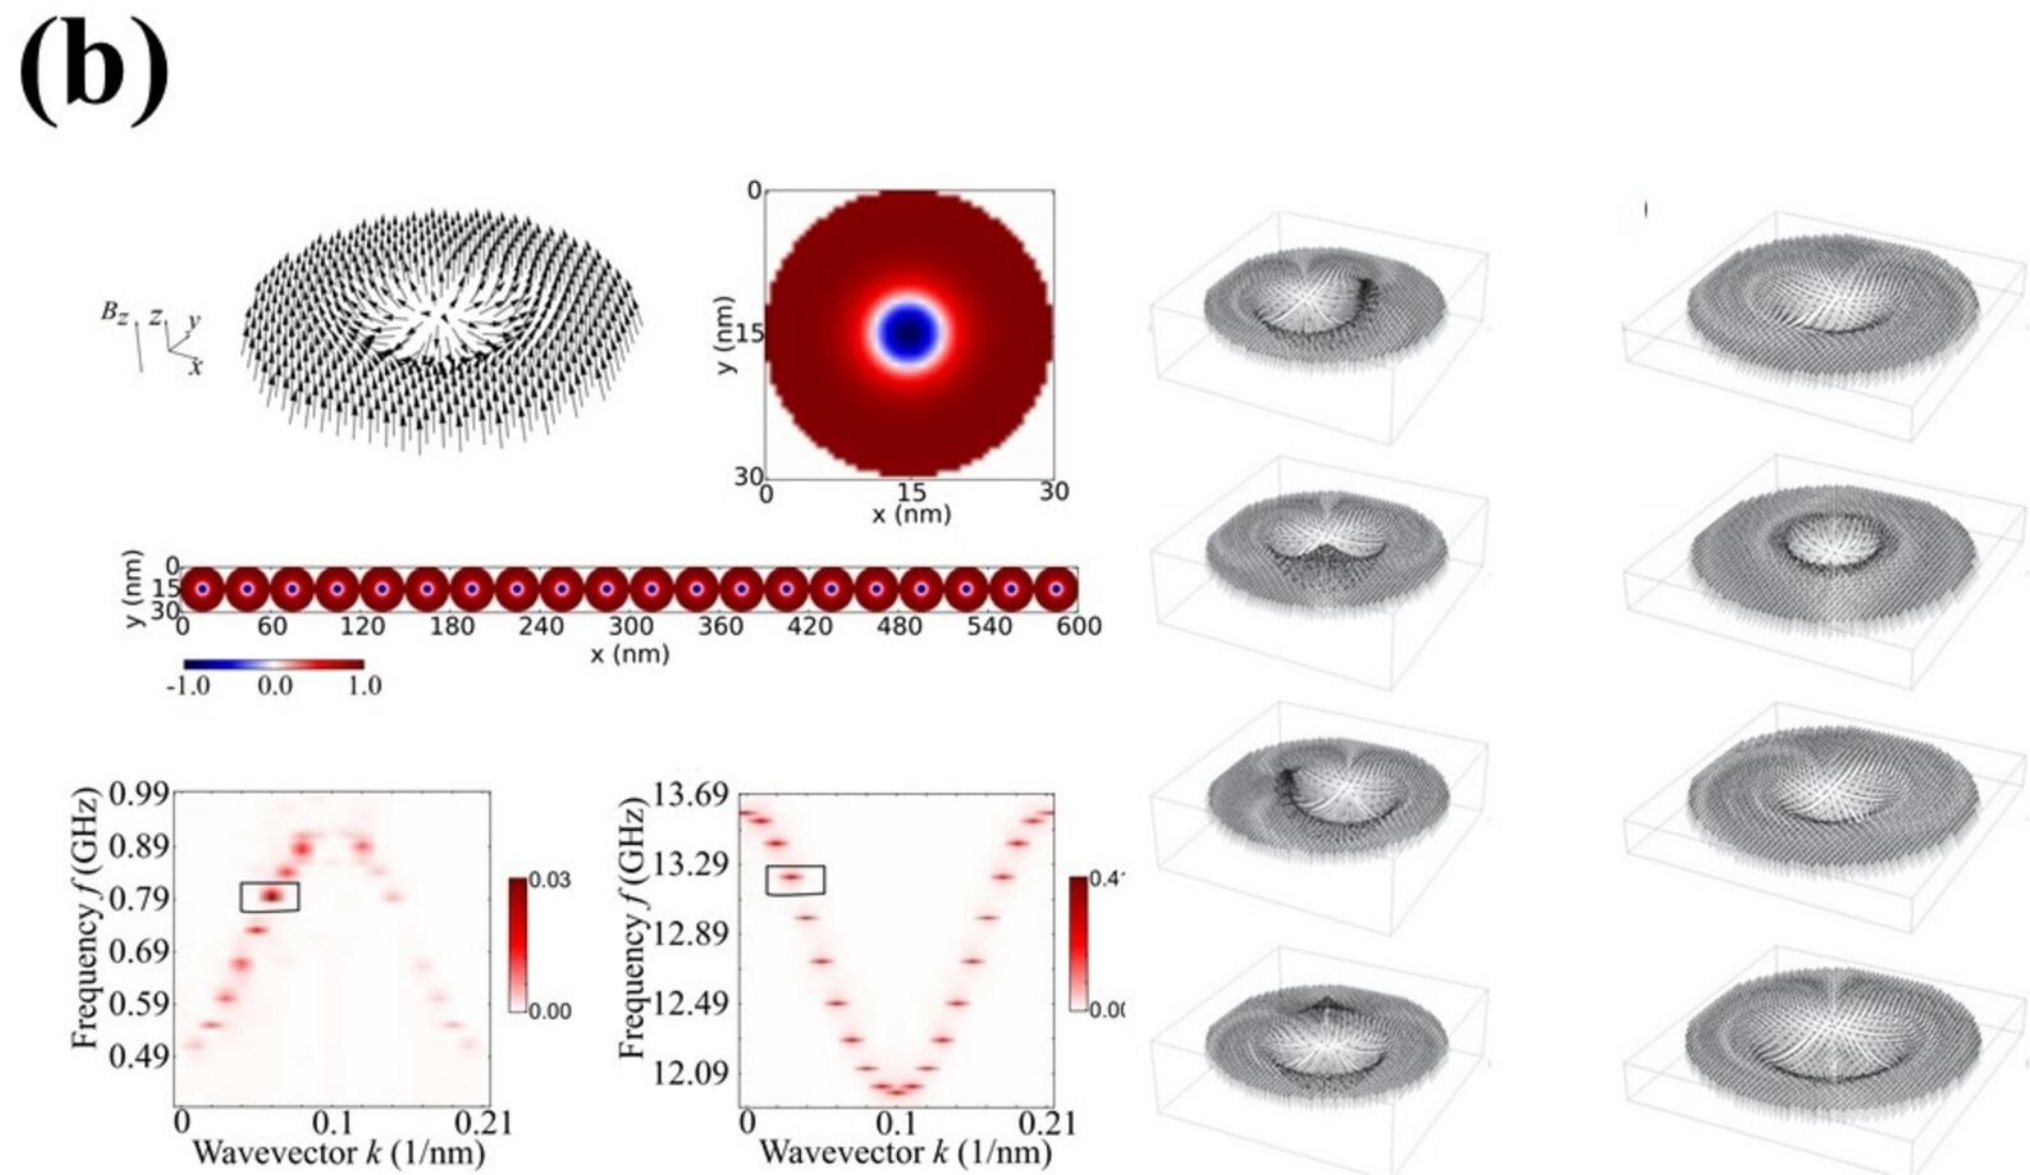 (b)
Bz z y
x
0
15
30
y (nm)
0 15 30
x (nm)
0
15
30
y (nm)
0 60 120 180 240 300 360 420 480 540 600
x (nm)
-1.0 0.0 1.0
0.99
0.89
0.79
0.69
0.59
0.49
Frequency f (GHz)
0 0.1 0.21
Wavevector k (1/nm)
0.03
0.00
13.69
13.29
12.89
12.49
12.09
Frequency f (GHz)
0 0.1 0.21
Wavevector k (1/nm)